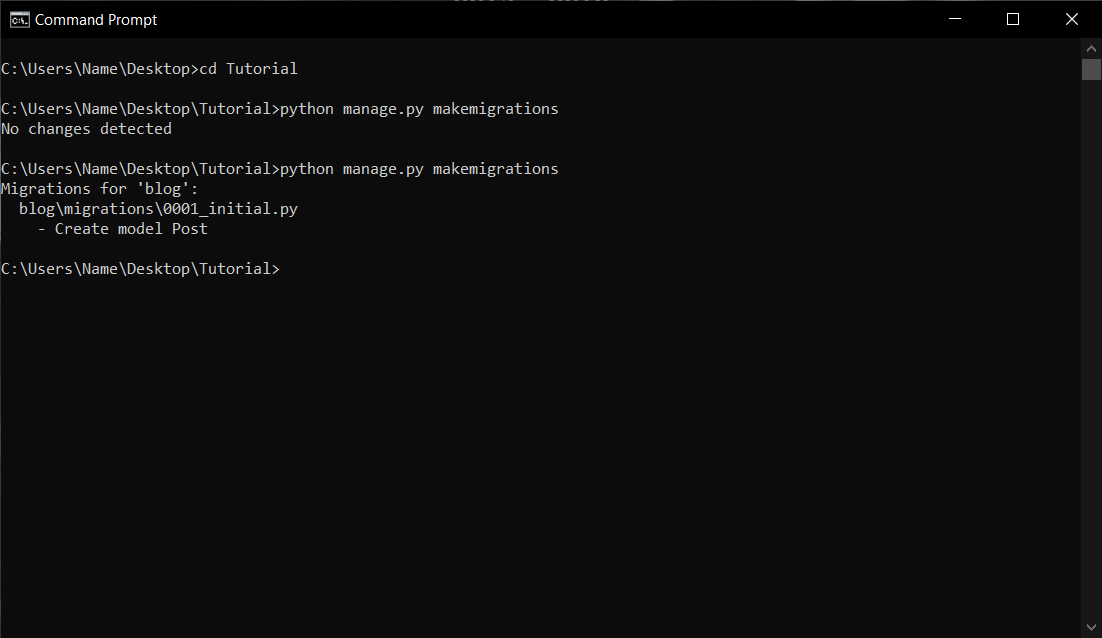 Command Prompt
C:\Users\Name\Desktop>cd Tutorial
C:\Users\Name\Desktop\Tutorial>python manage.py makemigrations
No changes detected
C:\Users\Name\Desktop\Tutorial>python manage.py makemigrations
Migrations for 'blog':
  blog\migrations\0001_initial.py
    - Create model Post
C:\Users\Name\Desktop\Tutorial>